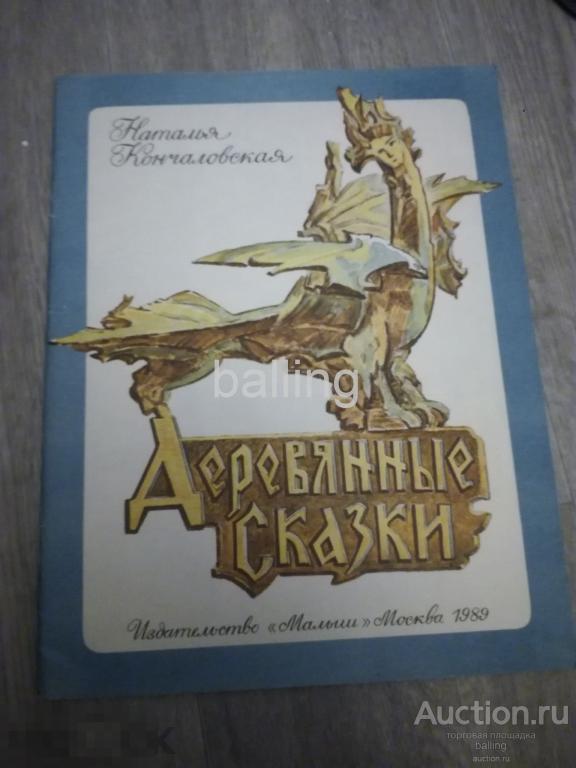 Наталья
Кончаловская
balling
Деревянные
Сказки
Издательство «Малыш» Москва 1989
Auction.ru
торговая площадка
balling
auction.ru